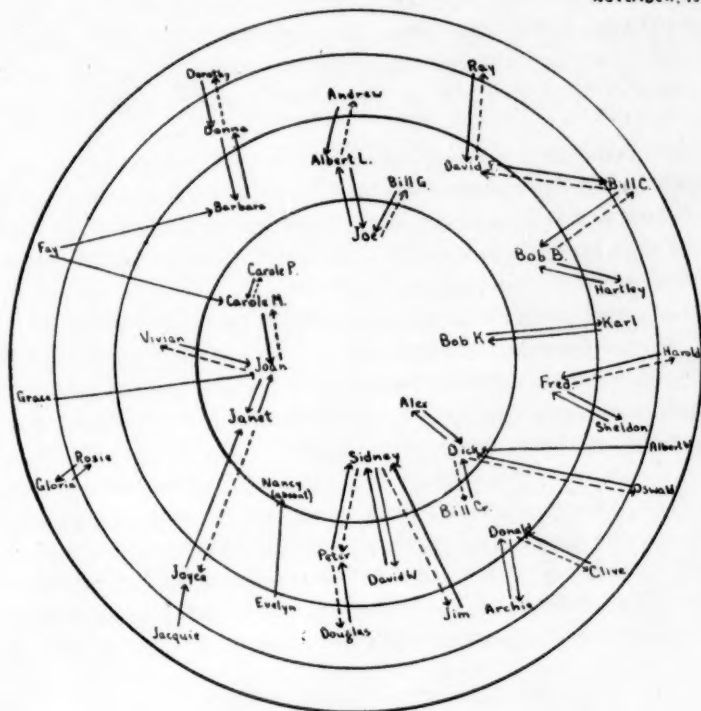 Ray
Dorothy
Andrew
Donna
Albert L.
David F.
Bill G.
Bill C.
Barbara
Joe
Fay
Bob B.
Carole P.
Hartley
Carole M.
Karl
Vivian
Bob K
Harold
Joan
Fred.
Grace
Alex
Janet
Sheldon
Dick
Albert W
Sidney
Rosie
Gloria
Oswald
Nancy
(absent)
Bill Cr.
Donald
Peter
Joyce
David W
Clive
Evelyn
Archie
Jim
Jacquie
Douglas